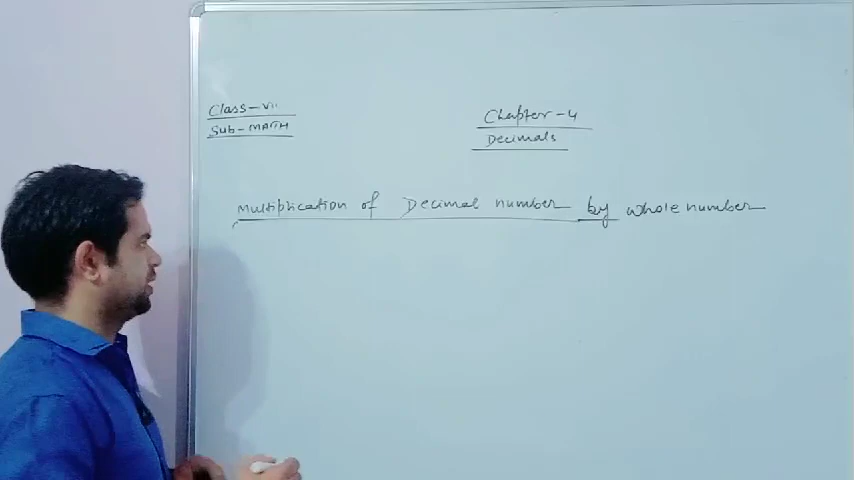 Class-VII
Sub-MATH
Chapter-4
Decimals
Multiplication of Decimal number by whole number